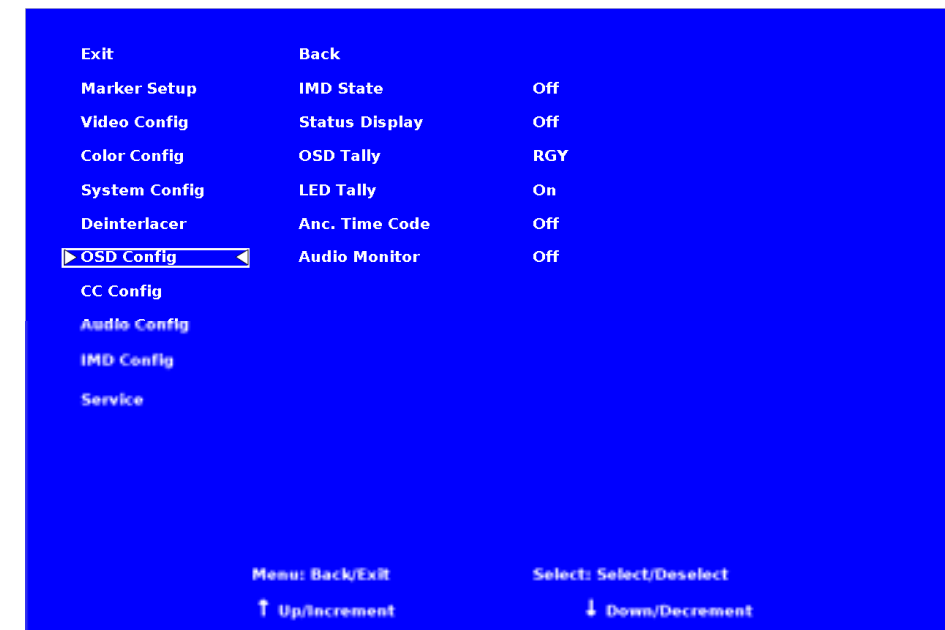 Exit Back
Marker Setup IMD State Off
Video Config Status Display Off
Color Config OSD Tally RGY
System Config LED Tally On
Deinterlacer Anc. Time Code Off
OSD Config Audio Monitor Off
CC Config
Audio Config
IMD Config
Service
Menu: Back/Exit Select: Select/Deselect
↑ Up/Increment ↓ Down/Decrement